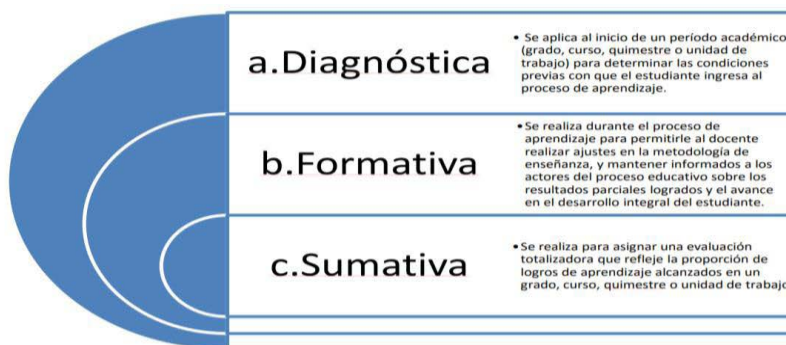 a.Diagnóstica
• Se aplica al inicio de un período académico
(grado, curso, quimestre o unidad de
trabajo) para determinar las condiciones
previas con que el estudiante ingresa al
proceso de aprendizaje.
b.Formativa
•Se realiza durante el proceso de
aprendizaje para permitirle al docente
realizar ajustes en la metodología de
enseñanza, y mantener informados a los
actores del proceso educativo sobre los
resultados parciales logrados y el avance
en el desarrollo integral del estudiante.
c.Sumativa
•Se realiza para asignar una evaluación
totalizadora que refleje la proporción de
logros de aprendizaje alcanzados en un
grado, curso, quimestre o unidad de trabajo